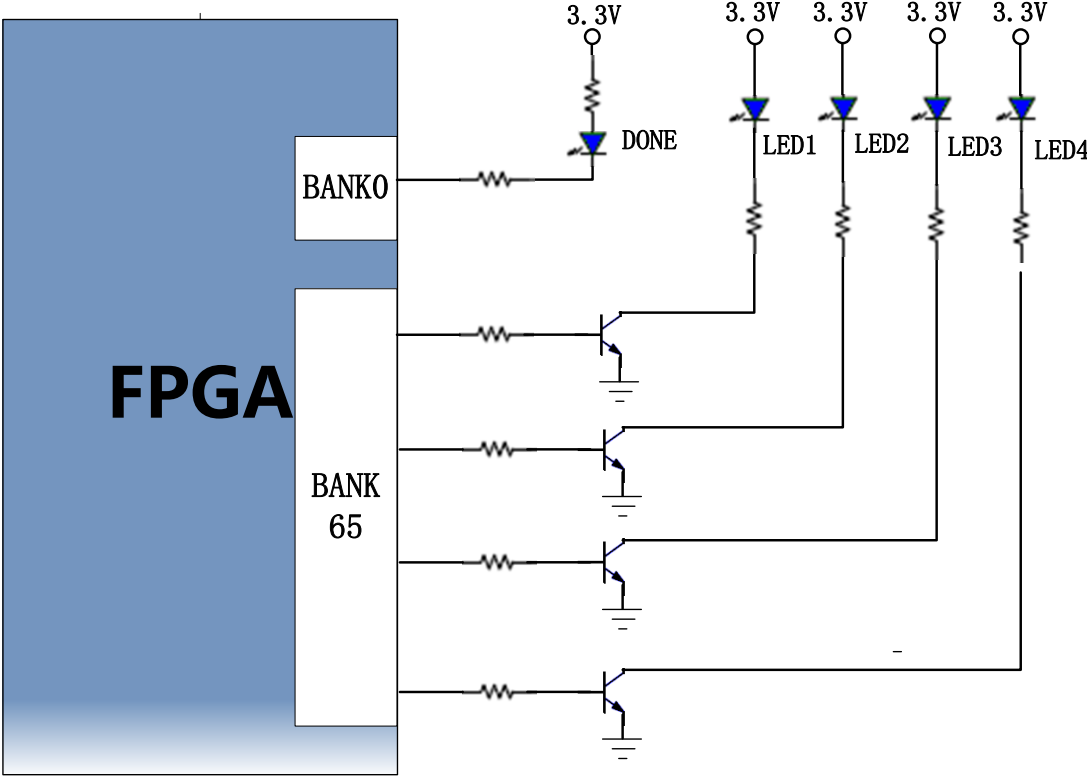 3.3V 3.3V 3.3V 3.3V 3.3V
DONE
LED1 LED2 LED3 LED4
BANK0
FPGA
BANK
65